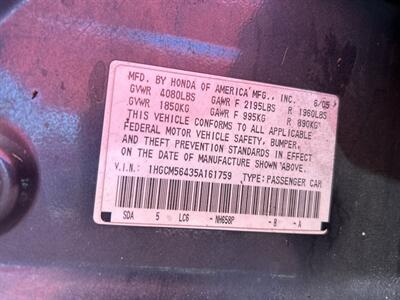 MFD. BY HONDA OF AMERICA MFG., INC. 6/05
GVWR 4080LBS GAWR F 2195LBS R 1960LBS
GVWR 1850KG GAWR F 995KG R 890KG
THIS VEHICLE CONFORMS TO ALL APPLICABLE
FEDERAL MOTOR VEHICLE SAFETY, BUMPER,
AND THEFT PREVENTION STANDARDS IN EFFECT
ON THE DATE OF MANUFACTURE SHOWN ABOVE.
V.I.N: 1HGCM56435A161759 TYPE:PASSENGER CAR
SDA 5 LC6 -NH658P -B -A